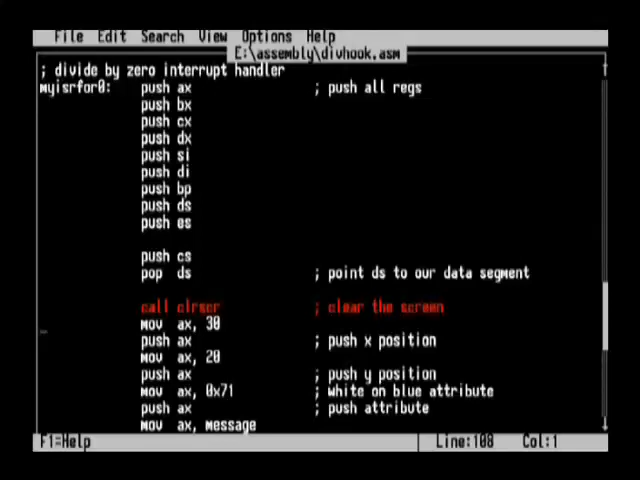 File Edit Search View Options Help
E:\assembly\divhook.asm
; divide by zero interrupt handler
myisrfor0: push ax ; push all regs
push bx
push cx
push dx
push si
push di
push bp
push ds
push es
push cs
pop ds ; point ds to our data segment
call clrscr ; clear the screen
mov ax, 30
push ax ; push x position
mov ax, 20
push ax ; push y position
mov ax, 0x71 ; white on blue attribute
push ax ; push attribute
mov ax, message
F1=Help Line:108 Col:1